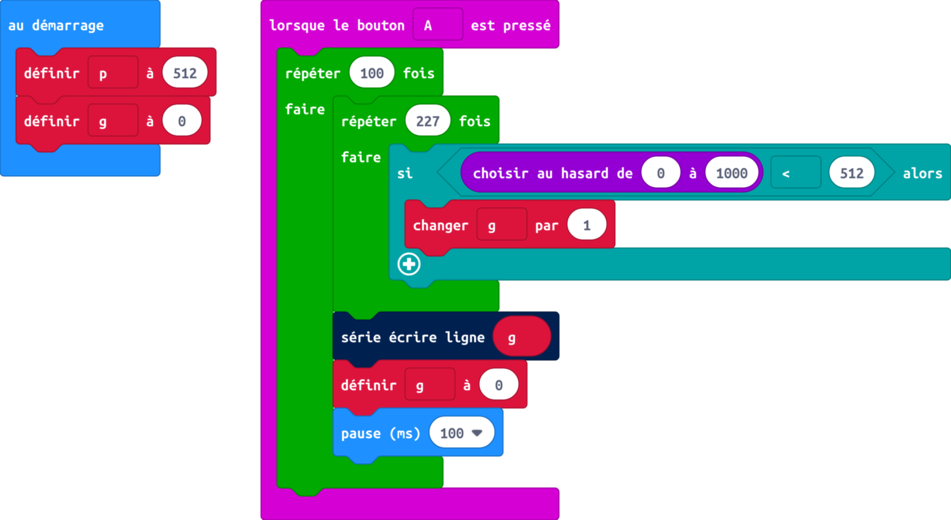 au démarrage
définir p à 512
définir g à 0
lorsque le bouton A est pressé
répéter 100 fois
faire
répéter 227 fois
faire
si choisir au hasard de 0 à 1000 < 512 alors
changer g par 1
série écrire ligne g
définir g à 0
pause (ms) 100